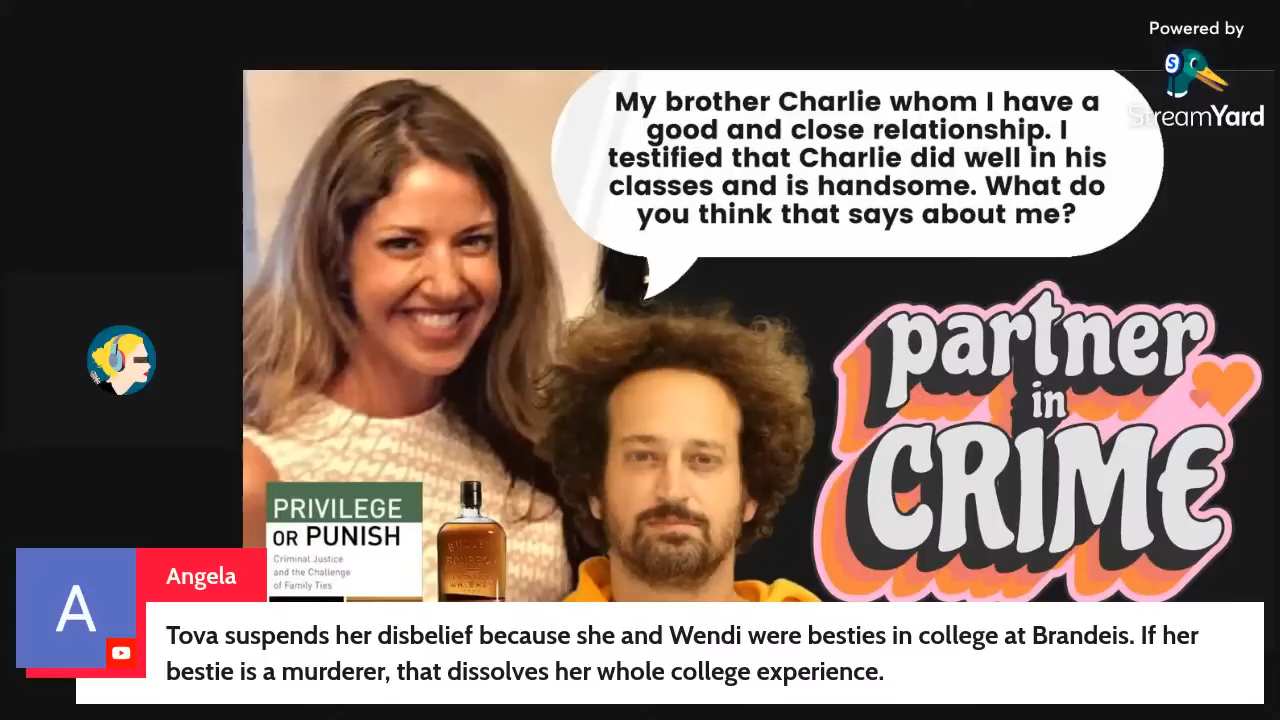 Powered by
StreamYard
My brother Charlie whom I have a
good and close relationship. I
testified that Charlie did well in his
classes and is handsome. What do
you think that says about me?
partner
in
CRIME
PRIVILEGE
OR PUNISH
Criminal Justice
and the Challenge
of Family Ties
BULLEIT
BOURBON
WHISKEY
A
Angela
Tova suspends her disbelief because she and Wendi were besties in college at Brandeis. If her
bestie is a murderer, that dissolves her whole college experience.